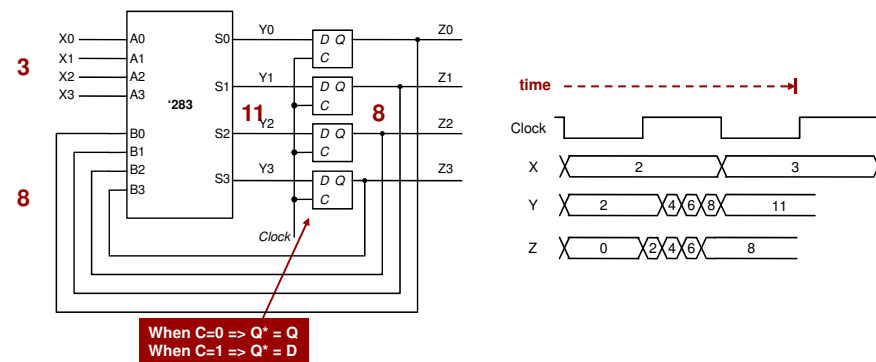 Y0
Z0
X0
A0
S0
D Q
X1
A1
C
3
X2
A2
Y1
Z1
X3
A3
S1
D Q
'283
11
C
8
Y2
Z2
B0
S2
D Q
B1
C
B2
Y3
Z3
8
B3
S3
D Q
C
Clock
When C=0 => Q* = Q
When C=1 => Q* = D
time
Clock
X
2
3
Y
2
4
6
8
11
Z
0
2
4
6
8